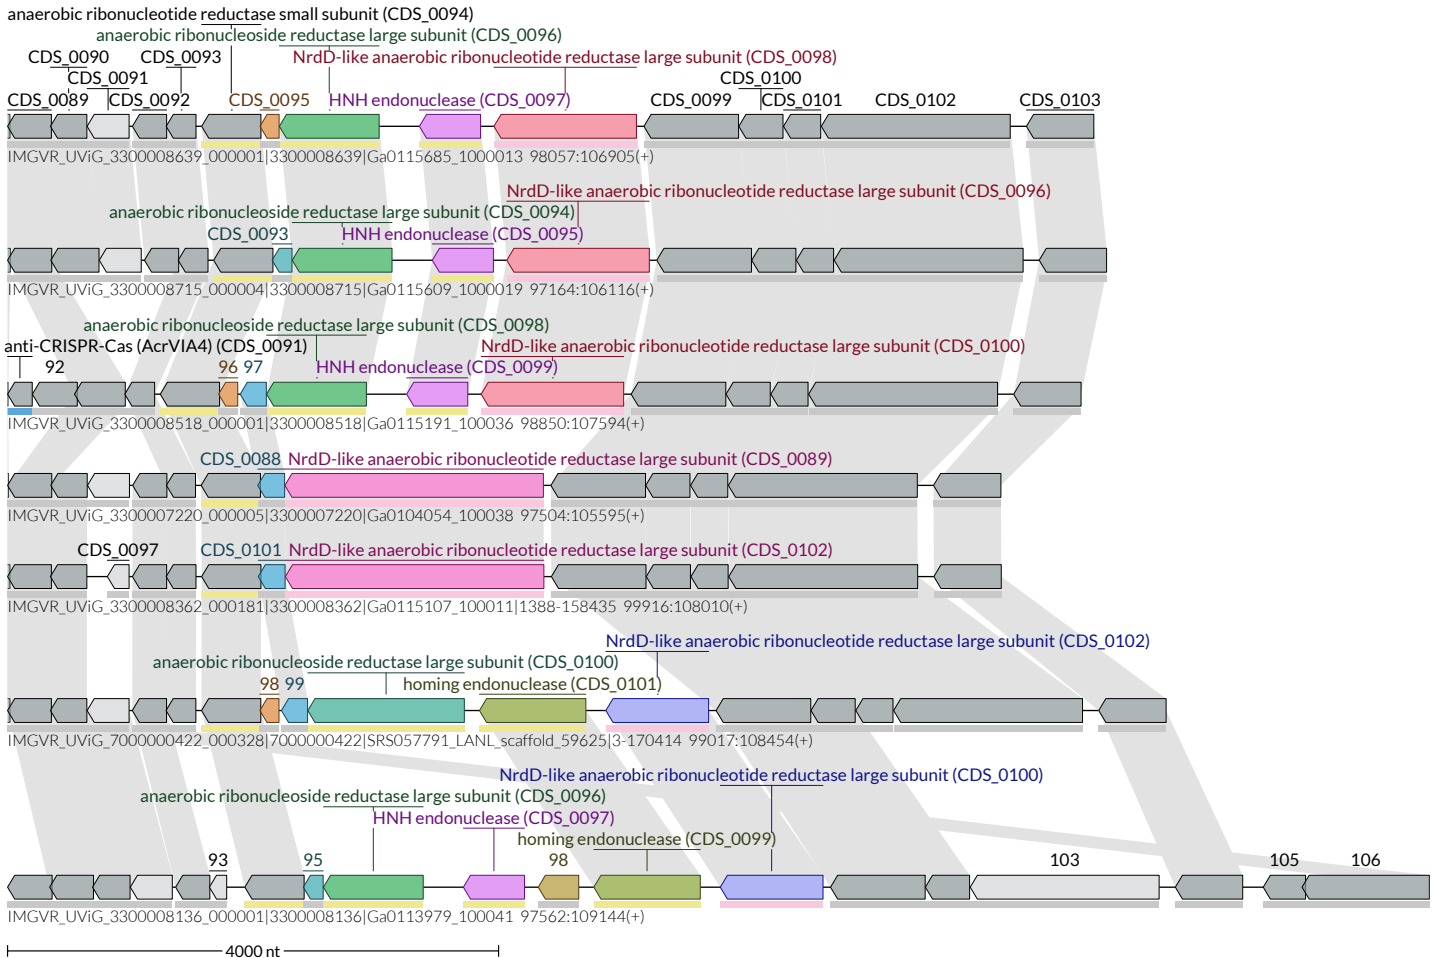 anaerobic ribonucleotide reductase small subunit (CDS_0094)
anaerobic ribonucleoside reductase large subunit (CDS_0096)
CDS_0090 CDS_0093 NrdD-like anaerobic ribonucleotide reductase large subunit (CDS_0098)
CDS_0091 CDS_0100
CDS_0089 CDS_0092 CDS_0095 HNH endonuclease (CDS_0097) CDS_0099 CDS_0101 CDS_0102 CDS_0103
IMGVR_UViG_3300008639_000001|3300008639|Ga0115685_1000013 98057:106905(+)
NrdD-like anaerobic ribonucleotide reductase large subunit (CDS_0096)
anaerobic ribonucleoside reductase large subunit (CDS_0094)
CDS_0093 HNH endonuclease (CDS_0095)
IMGVR_UViG_3300008715_000004|3300008715|Ga0115609_1000019 97164:106116(+)
anaerobic ribonucleoside reductase large subunit (CDS_0098)
anti-CRISPR-Cas (AcrVIA4) (CDS_0091) NrdD-like anaerobic ribonucleotide reductase large subunit (CDS_0100)
92 96 97 HNH endonuclease (CDS_0099)
IMGVR_UViG_3300008518_000001|3300008518|Ga0115191_100036 98850:107594(+)
CDS_0088 NrdD-like anaerobic ribonucleotide reductase large subunit (CDS_0089)
IMGVR_UViG_3300007220_000005|3300007220|Ga0104054_100038 97504:105595(+)
CDS_0097 CDS_0101 NrdD-like anaerobic ribonucleotide reductase large subunit (CDS_0102)
IMGVR_UViG_3300008362_000181|3300008362|Ga0115107_100011|1388-158435 99916:108010(+)
NrdD-like anaerobic ribonucleotide reductase large subunit (CDS_0102)
anaerobic ribonucleoside reductase large subunit (CDS_0100)
98 99 homing endonuclease (CDS_0101)
IMGVR_UViG_7000000422_000328|7000000422|SRS057791_LANL_scaffold_59625|3-170414 99017:108454(+)
NrdD-like anaerobic ribonucleotide reductase large subunit (CDS_0100)
anaerobic ribonucleoside reductase large subunit (CDS_0096)
HNH endonuclease (CDS_0097)
homing endonuclease (CDS_0099)
93 95 98 103 105 106
IMGVR_UViG_3300008136_000001|3300008136|Ga0113979_100041 97562:109144(+)
4000 nt